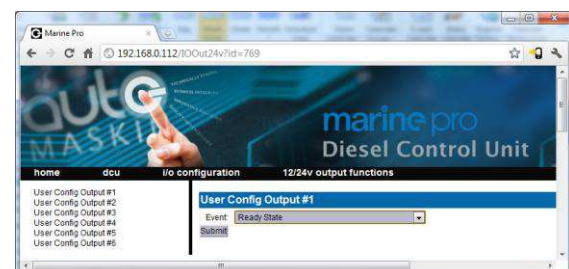 Marine Pro
192.168.0.112/IOOut24v?id=769
auto
MASKI
marine pro
Diesel Control Unit
home dcu i/o configuration 12/24v output functions
User Config Output #1
User Config Output #2
User Config Output #3
User Config Output #4
User Config Output #5
User Config Output #6
User Config Output #1
Event: Ready State
Submit